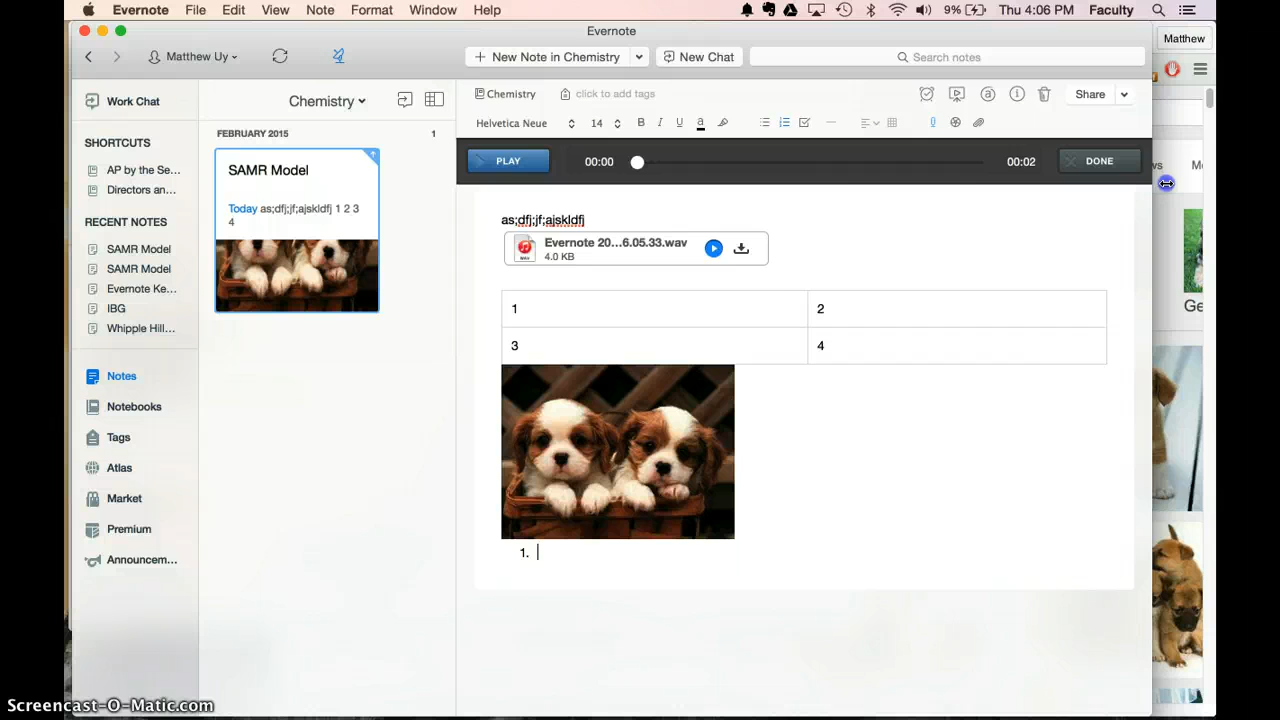 Evernote File Edit View Note Format Window Help 9% Thu 4:06 PM Faculty
Evernote
Matthew
Matthew Uy
New Note in Chemistry
New Chat
Search notes
Work Chat
Chemistry
Chemistry
click to add tags
Share
Helvetica Neue 14 B I U a
FEBRUARY 2015 1
SHORTCUTS
AP by the Se...
Directors an...
RECENT NOTES
SAMR Model
SAMR Model
Evernote Ke...
IBG
Whipple Hill...
Notes
Notebooks
Tags
Atlas
Market
Premium
Announcem...
SAMR Model
Today as;dfj;jf;ajskldfj 1 2 3
4
PLAY 00:00 00:02 DONE
as;dfj;jf;ajskldfj
Evernote 20...6.05.33.wav
4.0 KB
1 2
3 4
1.
Ge
Screencast-O-Matic.com